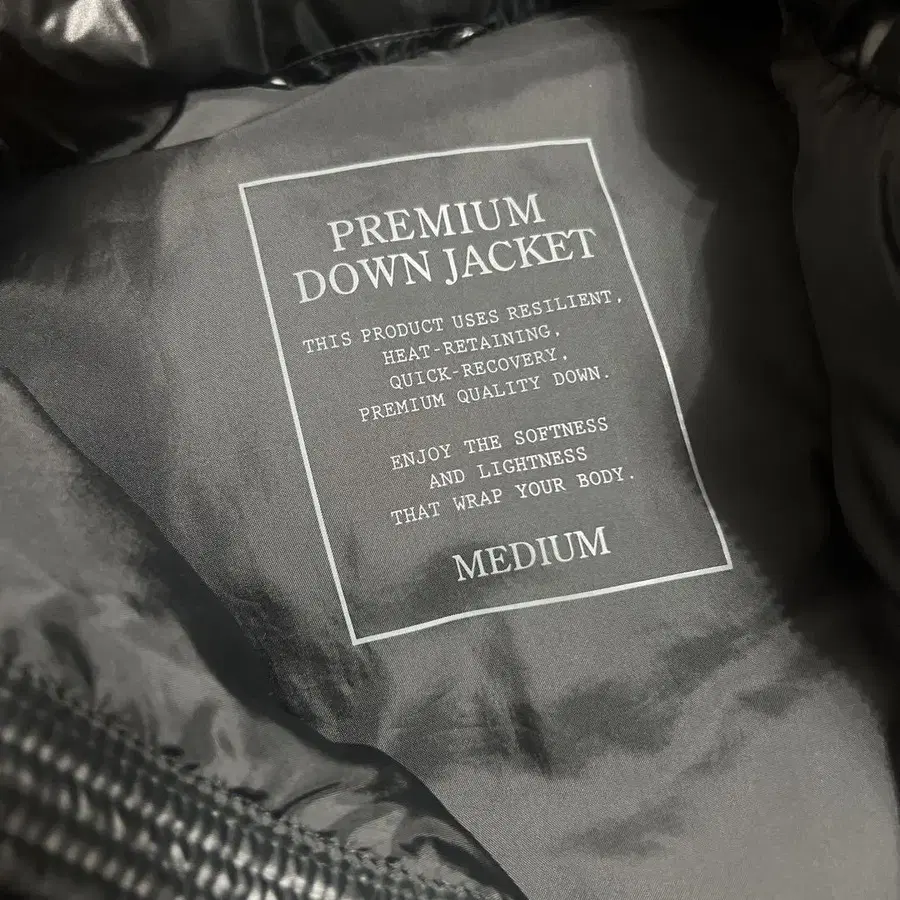 PREMIUM
DOWN JACKET
THIS PRODUCT USES RESILIENT,
HEAT-RETAINING,
QUICK-RECOVERY,
PREMIUM QUALITY DOWN.
ENJOY THE SOFTNESS
AND LIGHTNESS
THAT WRAP YOUR BODY.
MEDIUM